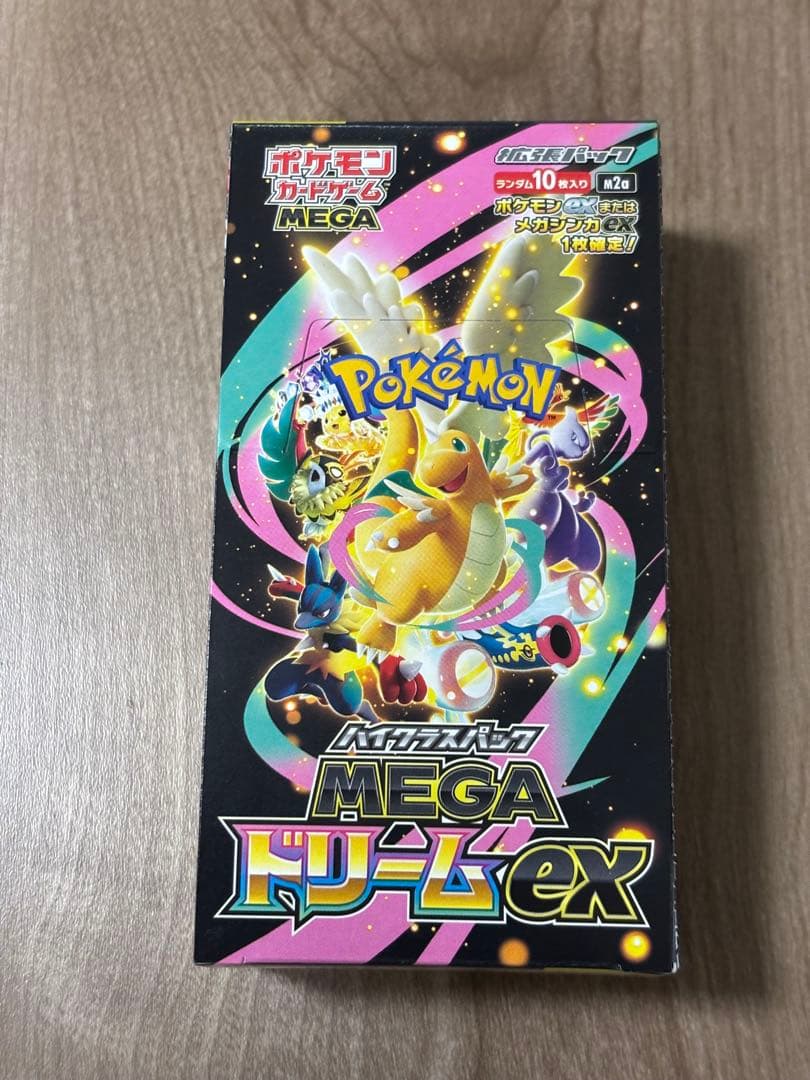 ポケモン
カードゲーム
MEGA
拡張パック
ランダム10枚入り m2a
ポケモンexまたは
メガシンカex
1枚確定!
POKéMON
TM
ハイクラスパック
MEGA
ドリームex